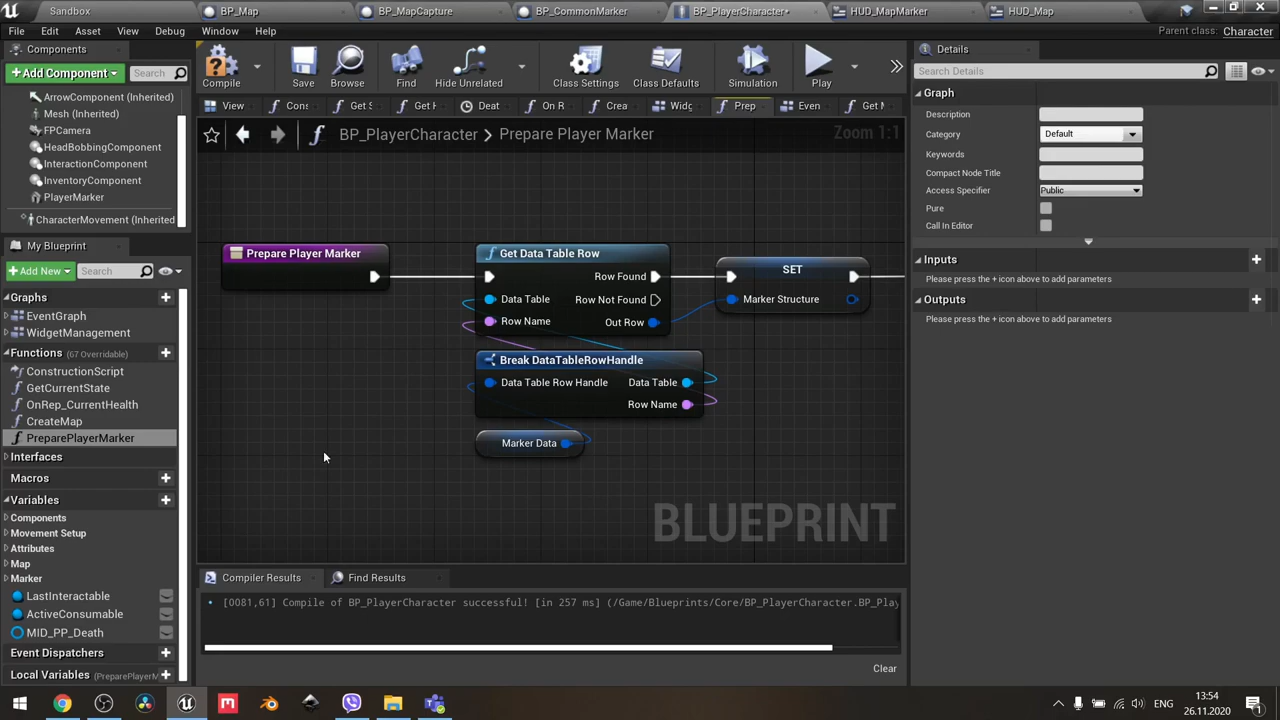 Sandbox
BP_Map
BP_MapCapture
BP_CommonMarker
BP_PlayerCharacter•
HUD_MapMarker
HUD_Map
File Edit Asset View Debug Window Help
Parent class: Character
Components
+Add Component
Search
ArrowComponent (Inherited)
Mesh (Inherited)
FPCamera
HeadBobbingComponent
InteractionComponent
InventoryComponent
PlayerMarker
CharacterMovement (Inherited
My Blueprint
+Add New
Search
Graphs
EventGraph
WidgetManagement
Functions (67 Overridable)
ConstructionScript
GetCurrentState
OnRep_CurrentHealth
CreateMap
PreparePlayerMarker
Interfaces
Macros
Variables
Components
Movement Setup
Attributes
Map
Marker
LastInteractable
ActiveConsumable
MID_PP_Death
Event Dispatchers
Local Variables (PreparePlayerM
Compile
Save
Browse
Find
Hide Unrelated
Class Settings
Class Defaults
Simulation
Play
View
Cons
Get S
Deat
On R
Crea
Widg
Prep
Even
BP_PlayerCharacter > Prepare Player Marker
Zoom 1:1
Prepare Player Marker
Get Data Table Row
Row Found
Data Table
Row Not Found
Row Name
Out Row
SET
Marker Structure
Break DataTableRowHandle
Data Table Row Handle
Data Table
Row Name
Marker Data
BLUEPRINT
Compiler Results
Find Results
[0081,61] Compile of BP_PlayerCharacter successful! [in 257 ms] (/Game/Blueprints/Core/BP_PlayerCharacter.BP_Play
Clear
Details
Search Details
Graph
Description
Category
Default
Keywords
Compact Node Title
Access Specifier
Public
Pure
Call In Editor
Inputs
Please press the + icon above to add parameters
Outputs
Please press the + icon above to add parameters
ENG
13:54
26.11.2020